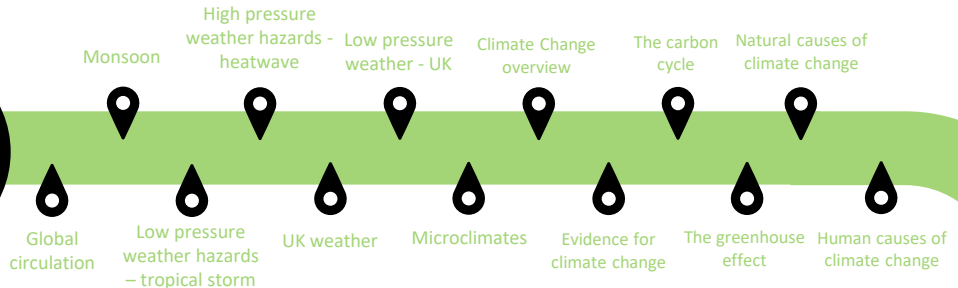 High pressure
weather hazards -
heatwave
Monsoon
Low pressure
weather - UK
Climate Change
overview
The carbon
cycle
Natural causes of
climate change
Global
circulation
Low pressure
weather hazards
– tropical storm
UK weather
Microclimates
Evidence for
climate change
The greenhouse
effect
Human causes of
climate change